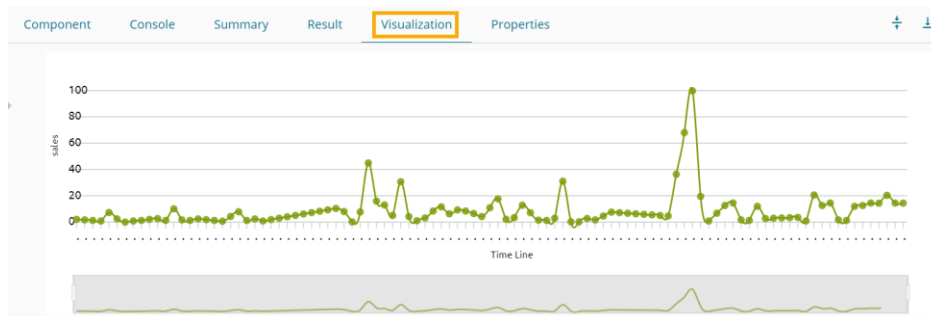 Component Console Summary Result Visualization Properties
100
80
60
40
20
0
sales
Time Line